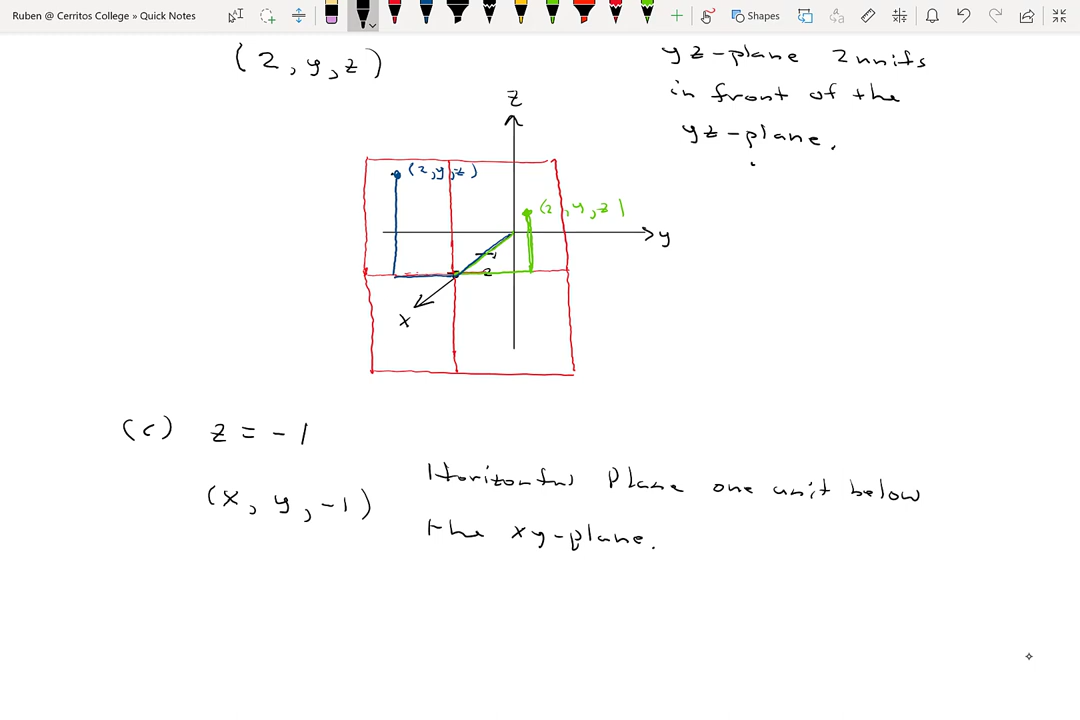 Ruben @ Cerritos College » Quick Notes
Shapes
(2, y, z)
yz-plane 2 units
in front of the
yz-plane.
z
(2, y, z)
(2, y, z)
y
2
x
(c) z = -1
(x, y, -1)
Horizontal Plane one unit below
the xy-plane.